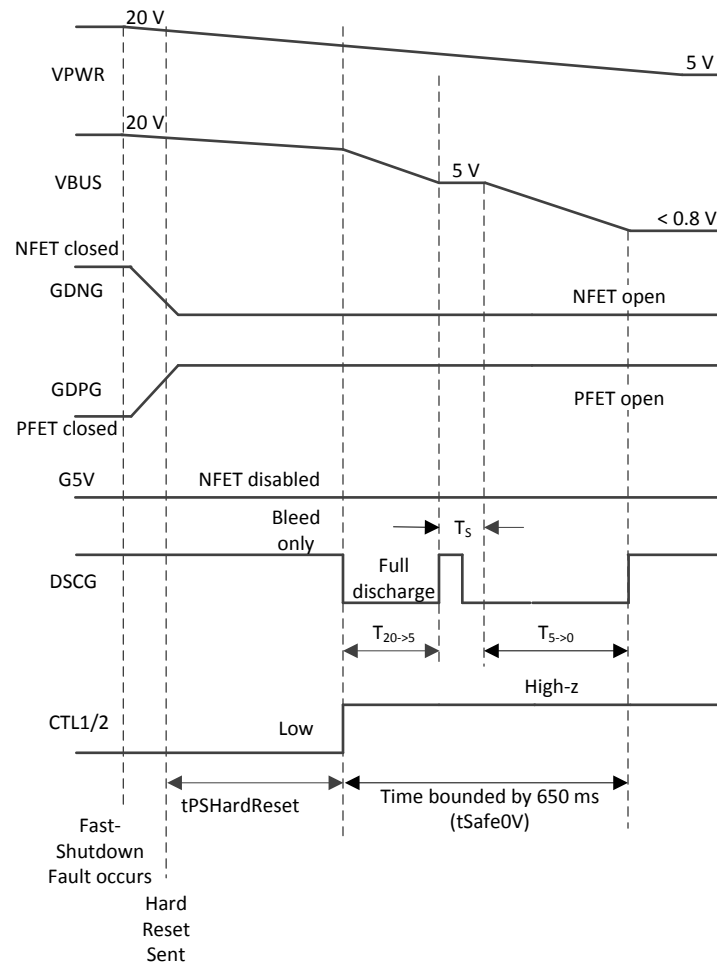 20 V
VPWR
5 V
20 V
VBUS
5 V
< 0.8 V
NFET closed
GDNG
NFET open
GDPG
PFET open
PFET closed
G5V
NFET disabled
Bleed
only
TS
DSCG
Full
discharge
T20->5
T5->0
High-z
CTL1/2
Low
tPSHardReset
Time bounded by 650 ms
(tSafe0V)
Fast-
Shutdown
Fault occurs
Hard
Reset
Sent